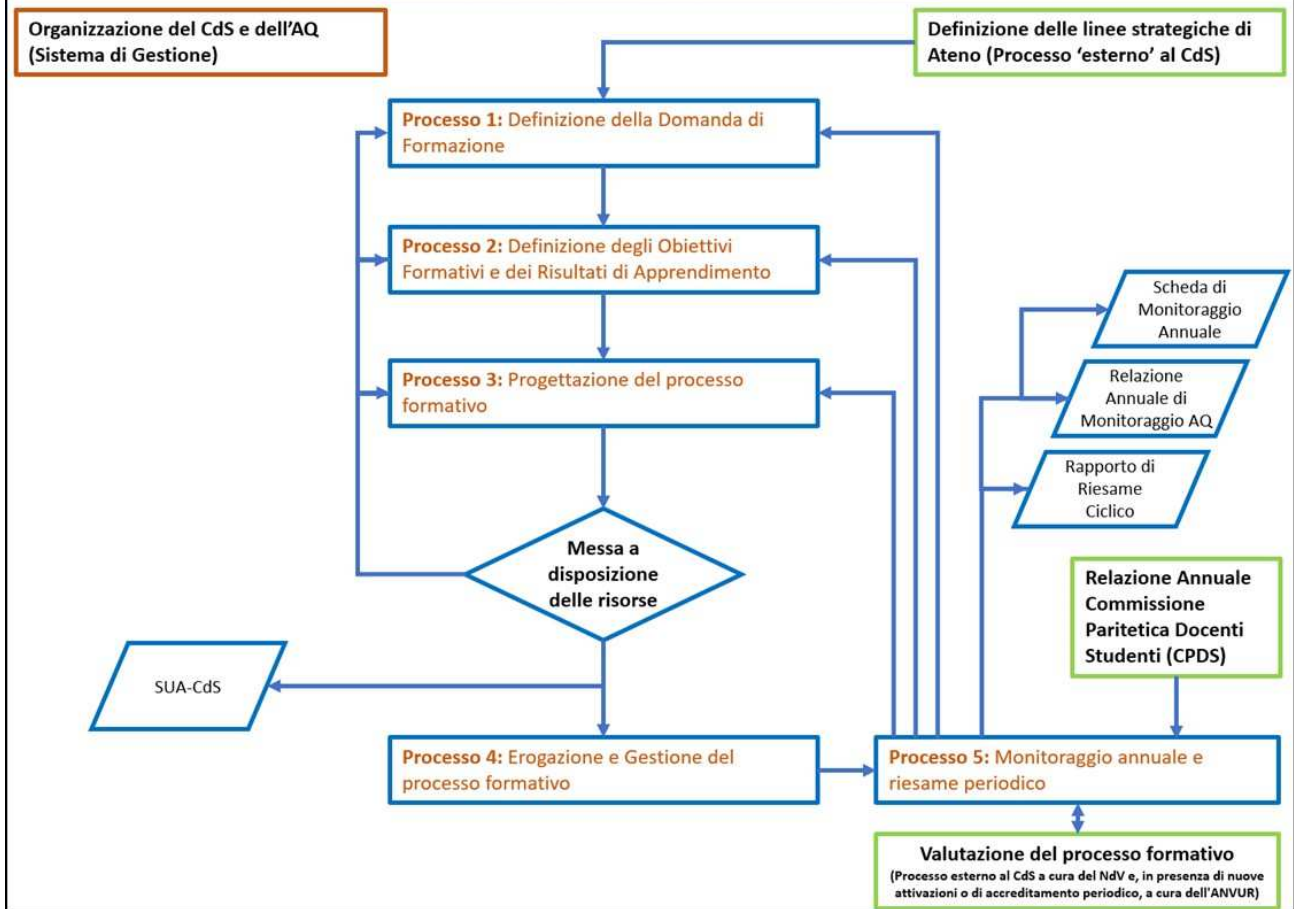 Organizzazione del CdS e dell'AQ
(Sistema di Gestione)
Definizione delle linee strategiche di
Ateno (Processo 'esterno' al CdS)
Processo 1: Definizione della Domanda di
Formazione
Processo 2: Definizione degli Obiettivi
Formativi e dei Risultati di Apprendimento
Scheda di
Monitoraggio
Annuale
Processo 3: Progettazione del processo
formativo
Relazione
Annuale di
Monitoraggio AQ
Rapporto di
Riesame
Ciclico
Messa a
disposizione
delle risorse
Relazione Annuale
Commissione
Paritetica Docenti
Studenti (CPDS)
SUA-CdS
Processo 4: Erogazione e Gestione del
processo formativo
Processo 5: Monitoraggio annuale e
riesame periodico
Valutazione del processo formativo
(Processo esterno al CdS a cura del NdV e, in presenza di nuove
attivazioni o di accreditamento periodico, a cura dell'ANVUR)